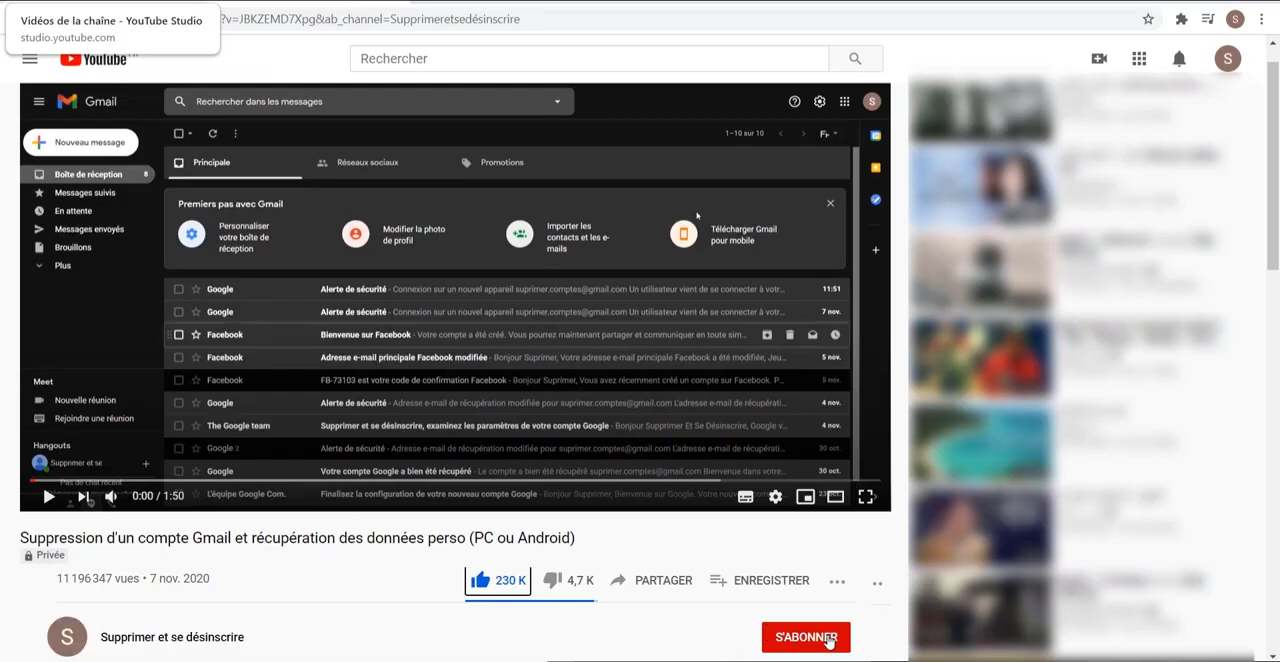 Vidéos de la chaîne - YouTube Studio
studio.youtube.com
?v=JBKZEMD7Xpg&ab_channel=Supprimeretsedésinscrire
S
YouTube
Rechercher
S
Gmail
Rechercher dans les messages
S
Nouveau message
1–10 sur 10
Boîte de réception 8
Messages suivis
En attente
Messages envoyés
Brouillons
Plus
Principale
Réseaux sociaux
Promotions
Premiers pas avec Gmail
Personnaliser
votre boîte de
réception
Modifier la photo
de profil
Importer les
contacts et les e-
mails
Télécharger Gmail
pour mobile
Google Alerte de sécurité - Connexion sur un nouvel appareil suprimer.comptes@gmail.com Un utilisateur vient de se connecter à votr... 11:51
Google Alerte de sécurité - Connexion sur un nouvel appareil suprimer.comptes@gmail.com Un utilisateur vient de se connecter à votr... 7 nov.
Facebook Bienvenue sur Facebook - Votre compte a été créé. Vous pourrez maintenant partager et communiquer en toute sim...
Facebook Adresse e-mail principale Facebook modifiée - Bonjour Suprimer, Votre adresse e-mail principale Facebook a été modifiée, Jeu... 5 nov.
Facebook FB-73103 est votre code de confirmation Facebook - Bonjour Suprimer, Vous avez récemment créé un compte sur Facebook. P... 5 nov.
Google Alerte de sécurité - Adresse e-mail de récupération modifiée pour suprimer.comptes@gmail.com L'adresse e-mail de récupérati... 4 nov.
The Google team Supprimer et se désinscrire, examinez les paramètres de votre compte Google - Bonjour Supprimer Et Se Désinscrire, Google v... 4 nov.
Google 2 Alerte de sécurité - Adresse e-mail de récupération modifiée pour suprimer.comptes@gmail.com L'adresse e-mail de récupérati... 30 oct.
Google Votre compte Google a bien été récupéré - Le compte a bien été récupéré suprimer.comptes@gmail.com Bienvenue dans votre... 30 oct.
L'équipe Google Com. Finalisez la configuration de votre nouveau compte Google - Bonjour Supprimer, Bienvenue sur Google.
Meet
Nouvelle réunion
Rejoindre une réunion
Hangouts
Supprimer et se
Pas de chat récent
0:00 / 1:50
Suppression d'un compte Gmail et récupération des données perso (PC ou Android)
Privée
11 196 347 vues • 7 nov. 2020
230 K
4,7 K
PARTAGER
ENREGISTRER
S
Supprimer et se désinscrire
S'ABONNER